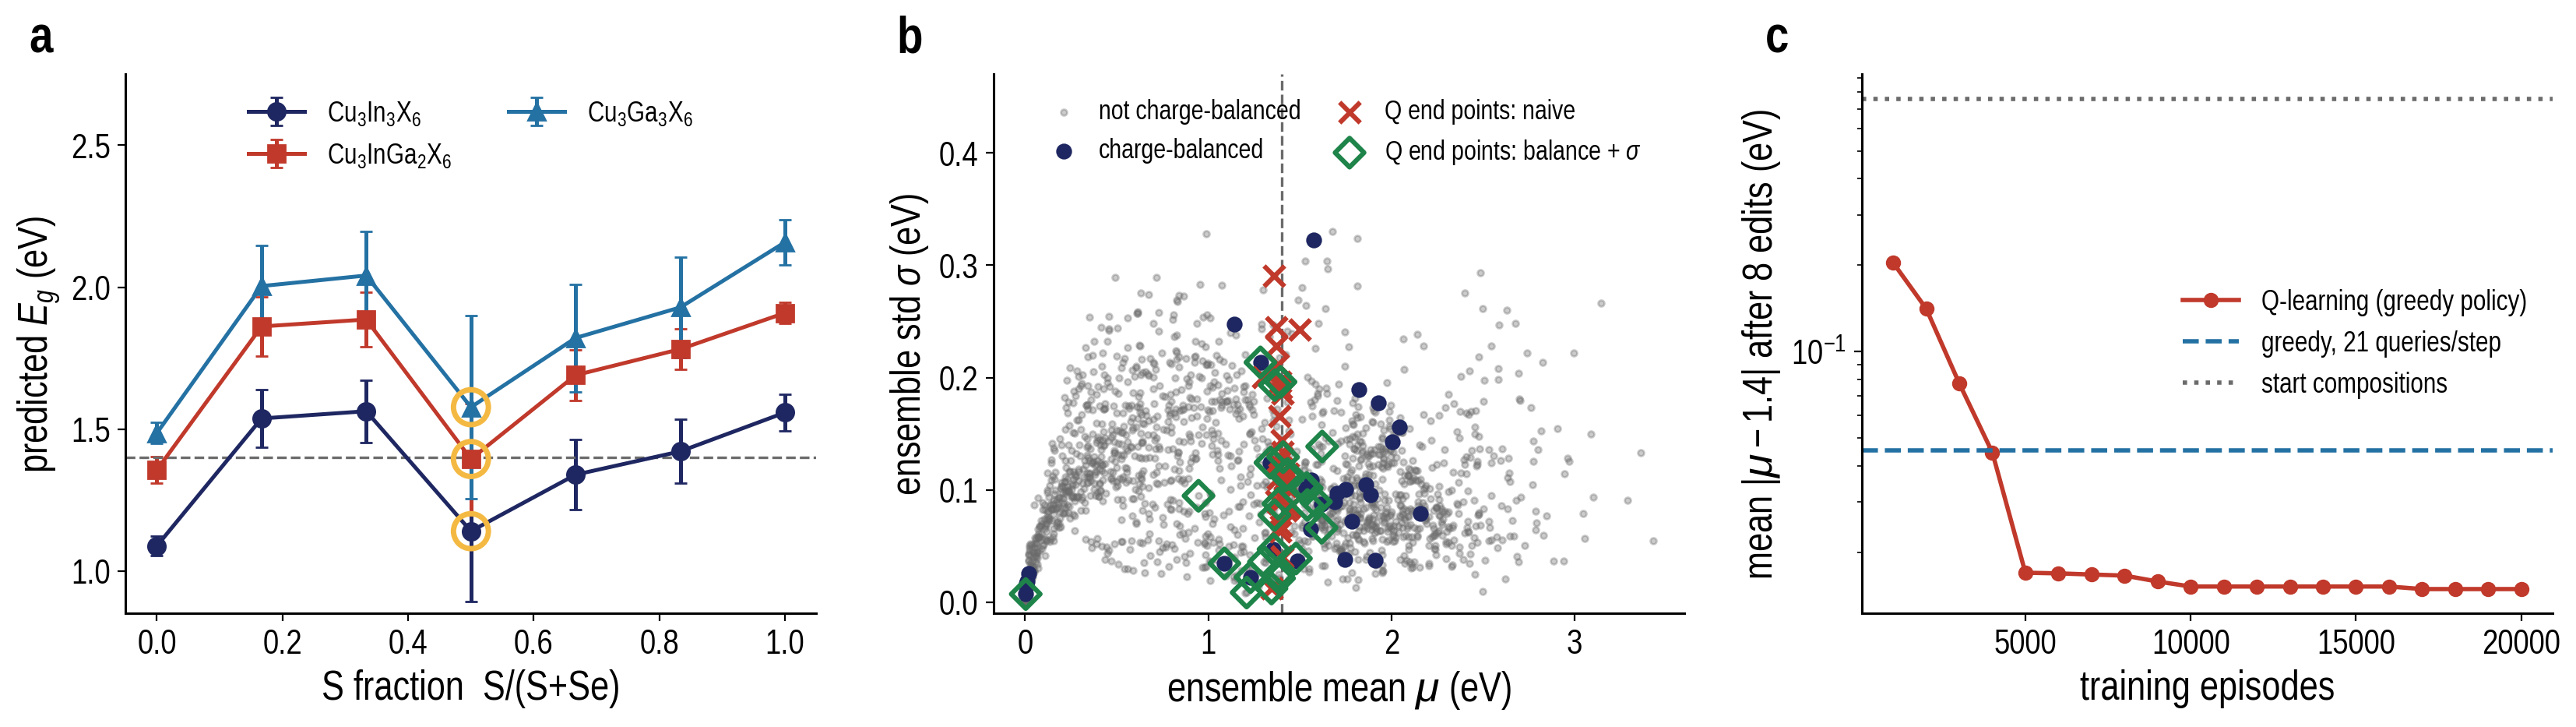 a
predicted E_g (eV)
2.5
2.0
1.5
1.0
Cu₃In₃X₆
Cu₃InGa₂X₆
Cu₃Ga₃X₆
0.0 0.2 0.4 0.6 0.8 1.0
S fraction S/(S+Se)
b
ensemble std σ (eV)
0.4
0.3
0.2
0.1
0.0
not charge-balanced
charge-balanced
Q end points: naive
Q end points: balance + σ
0 1 2 3
ensemble mean μ (eV)
c
mean |μ − 1.4| after 8 edits (eV)
10⁻¹
Q-learning (greedy policy)
greedy, 21 queries/step
start compositions
5000 10000 15000 20000
training episodes